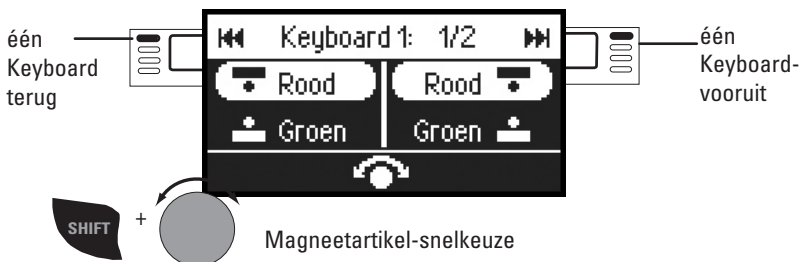 één
Keyboard
terug
Keyboard 1: 1/2
Rood
Rood
Groen
Groen
één
Keyboard-
vooruit
SHIFT
+
Magneetartikel-snelkeuze